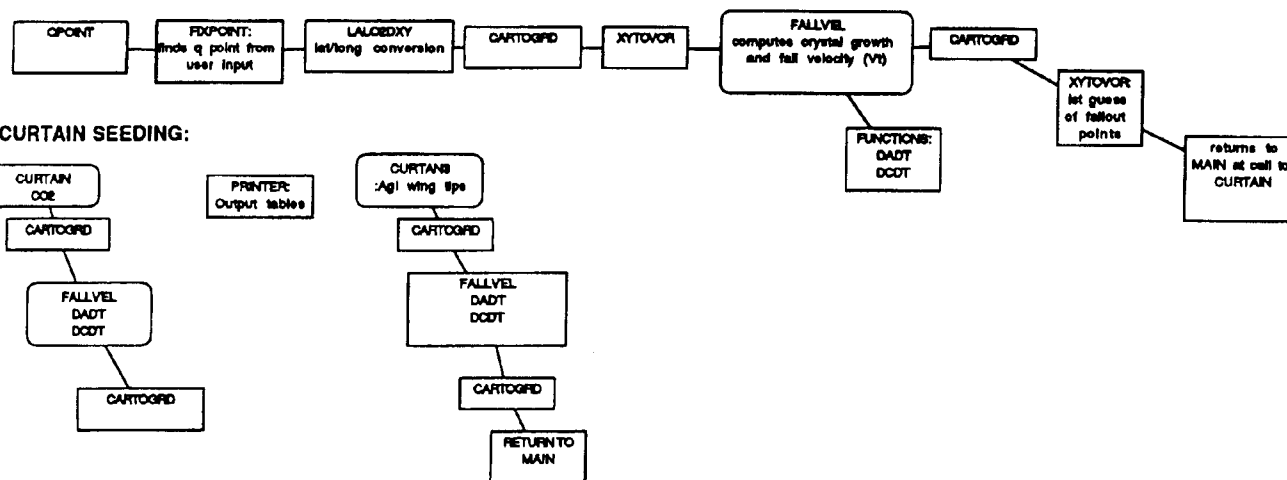 QPOINT
FIXPOINT:
finds q point from
user input
LALO2DXY
lat/long conversion
CARTOGRD
XYTOVOR
FALLVEL
computes crystal growth
and fall velocity (Vt)
CARTOGRD
XYTOVOR:
1st guess
of fallout
points
FUNCTIONS:
DADT
DCDT
returns to
MAIN at call to
CURTAIN
CURTAIN SEEDING:
CURTAIN
CO2
CARTOGRD
FALLVEL
DADT
DCDT
CARTOGRD
PRINTER:
Output tables
CURTAN3
:AgI wing tips
CARTOGRD
FALLVEL
DADT
DCDT
CARTOGRD
RETURN TO
MAIN